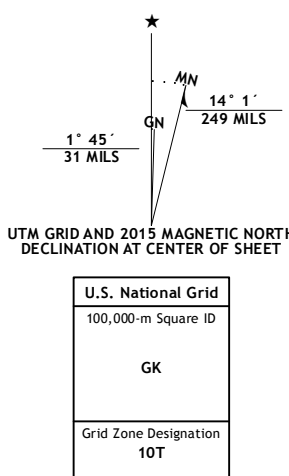 ★
MN
GN
1° 45´
31 MILS
14° 1´
249 MILS
UTM GRID AND 2015 MAGNETIC NORTH
DECLINATION AT CENTER OF SHEET
U.S. National Grid
100,000-m Square ID
GK
Grid Zone Designation
10T